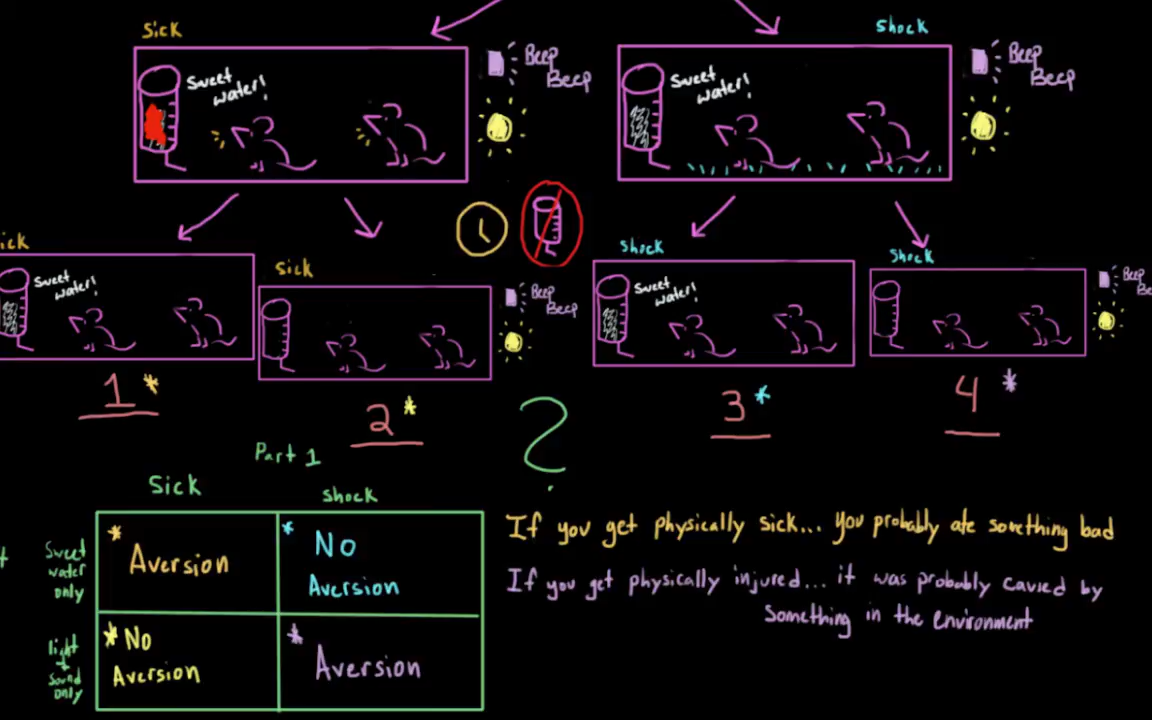 Sick
Shock
Sweet
water!
Beep
Beep
Sweet
water!
Beep
Beep
ick
Sweet
water!
Sick
Beep
Beep
Shock
Sweet
water!
Shock
Beep
Be
1 *
2 *
3 *
4 *
?
Part 1
Sick
Shock
t
Sweet
water
only
* Aversion
* No
Aversion
light
+
Sound
only
* No
Aversion
* Aversion
If you get physically sick... you probably ate something bad
If you get physically injured... it was probably caused by
something in the environment